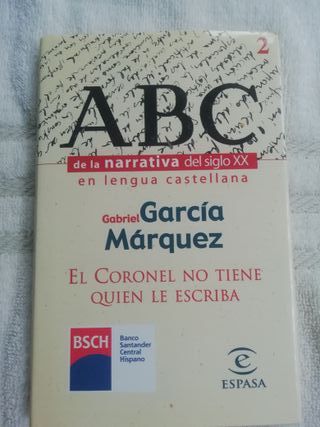 2
ABC
de la narrativa del siglo XX
en lengua castellana
Gabriel García
Márquez
EL CORONEL NO TIENE
QUIEN LE ESCRIBA
BSCH
Banco
Santander
Central
Hispano
e
ESPASA